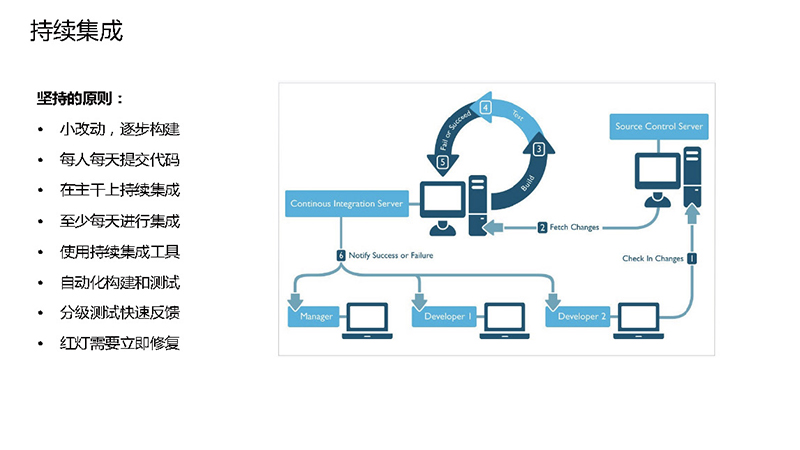 持续集成
坚持的原则：
• 小改动，逐步构建
• 每人每天提交代码
• 在主干上持续集成
• 至少每天进行集成
• 使用持续集成工具
• 自动化构建和测试
• 分级测试快速反馈
• 红灯需要立即修复
4
Test
Fail or Succeed
Source Control Server
3
5
Build
Continous Integration Server
2 Fetch Changes
6 Notify Success or Failure
Check In Changes 1
Manager
Developer 1
Developer 2